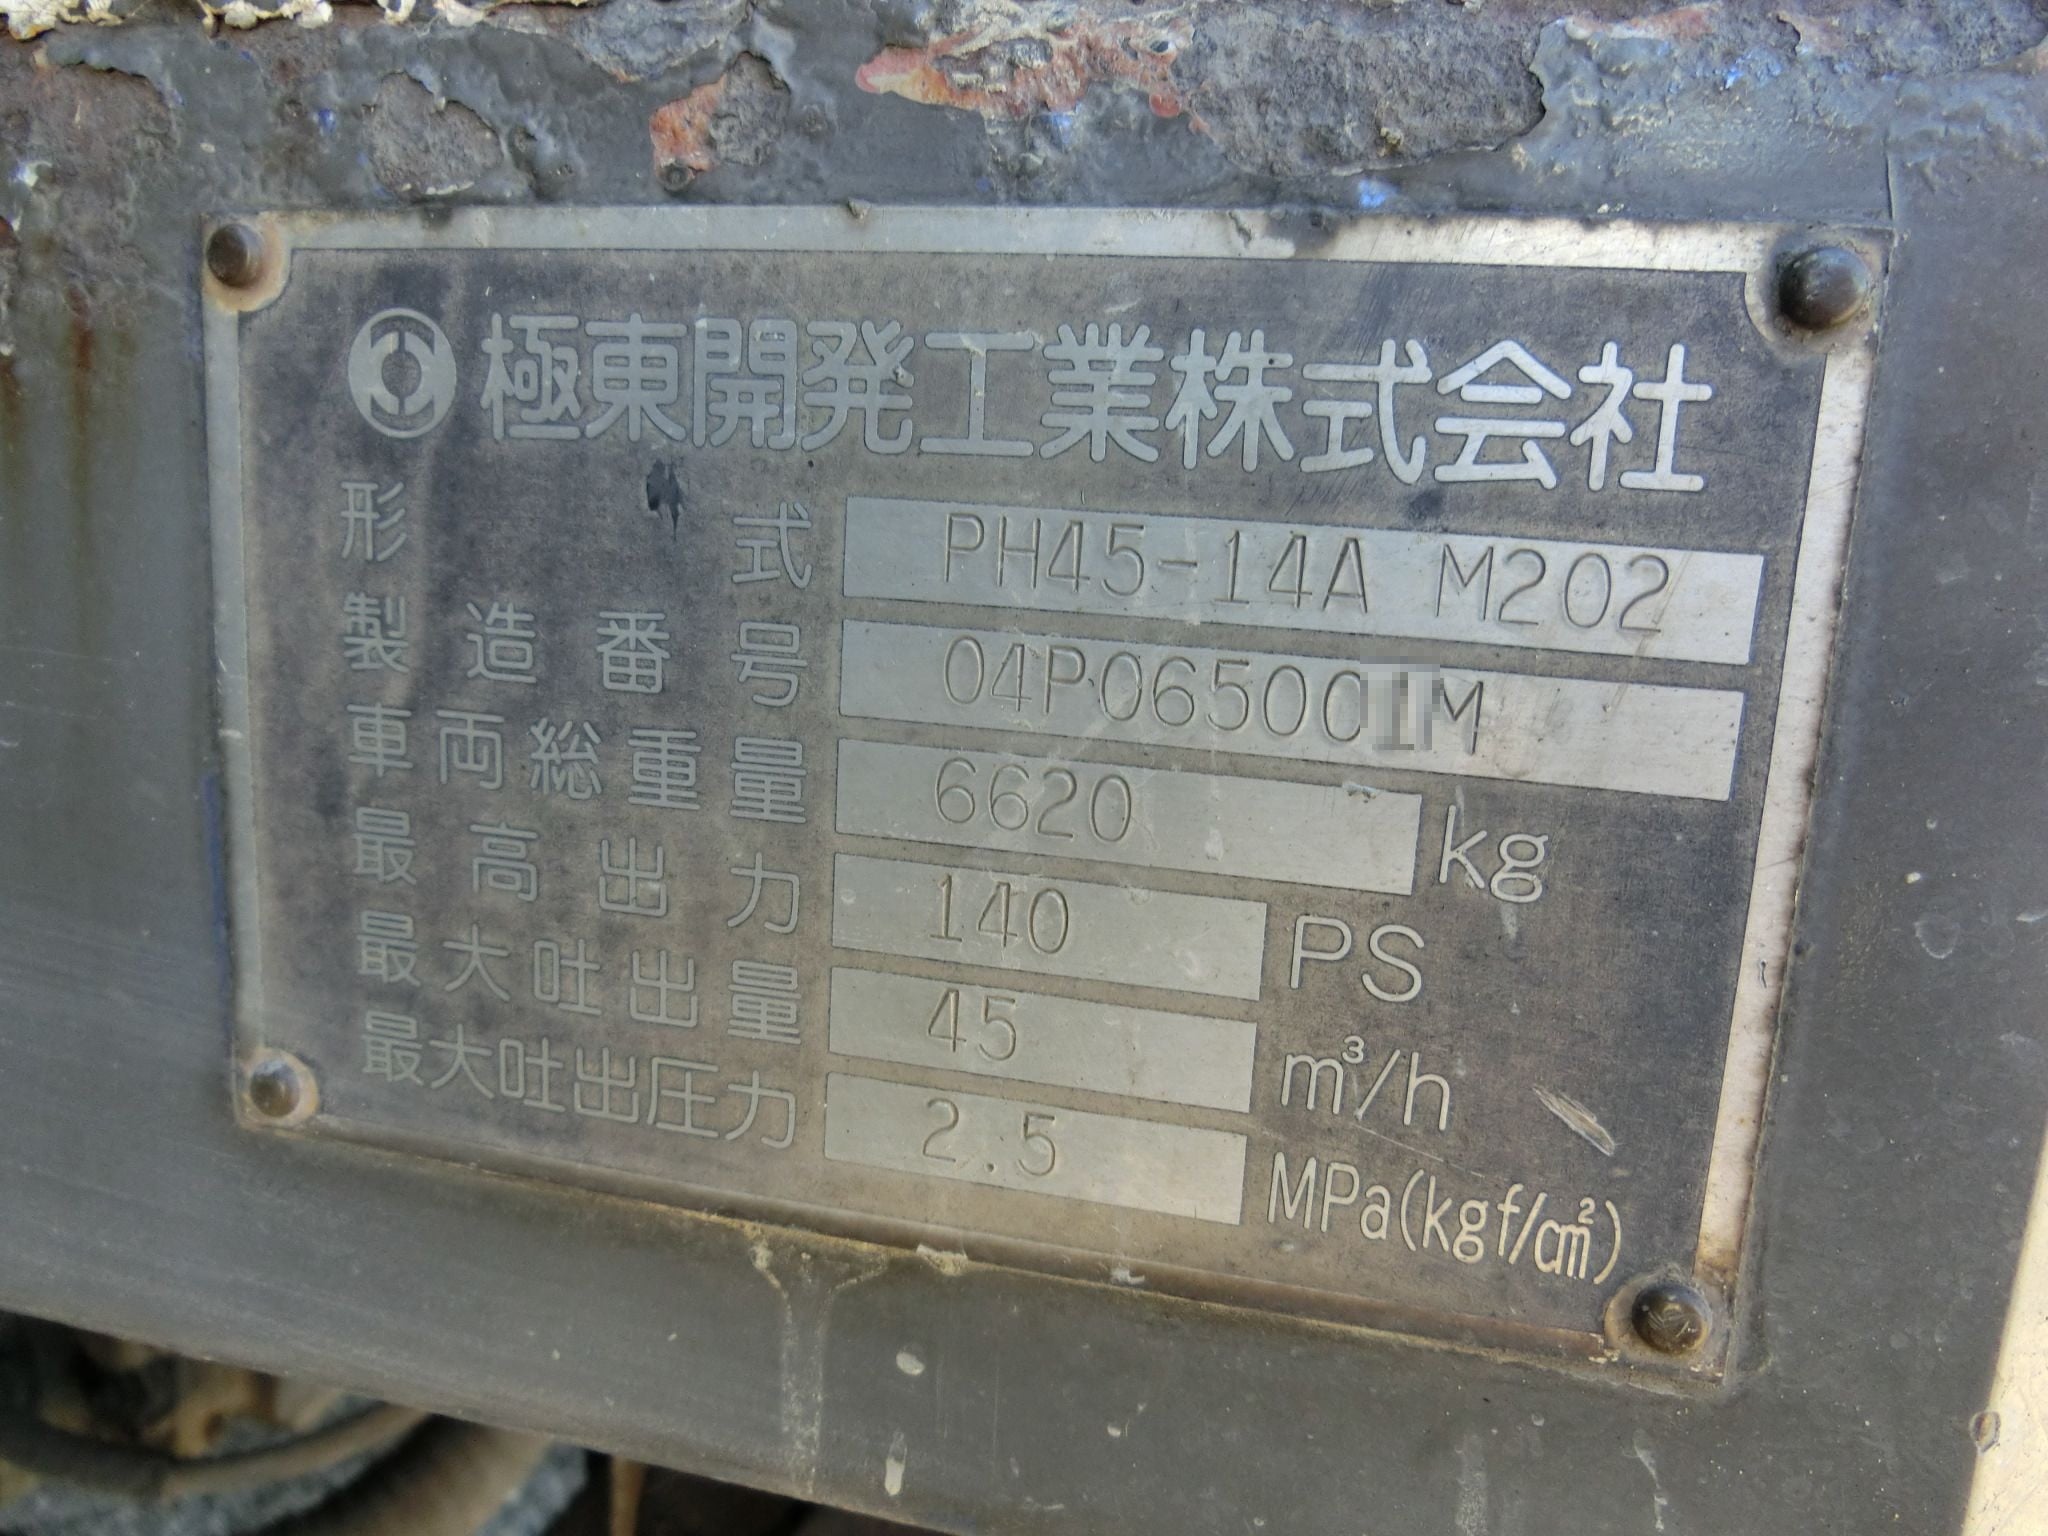 極東開発工業株式会社
形式 PH45-14A M202
製造番号 04P06500 M
車両総重量 6620 kg
最高出力 140 PS
最大吐出量 45 m³/h
最大吐出圧力 2.5 MPa(kgf/cm²)